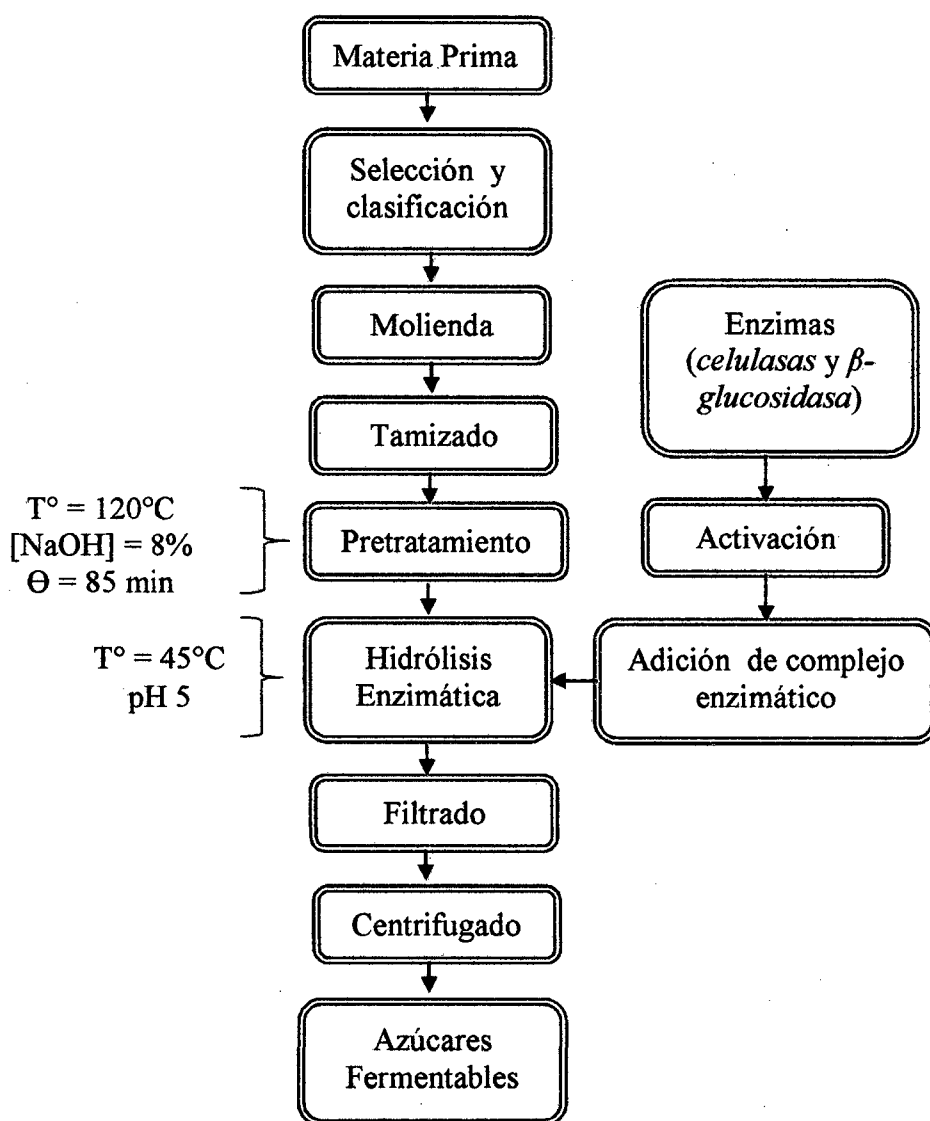 Materia Prima
Selección y
clasificación
Molienda
Tamizado
Enzimas
(celulasas y β-
glucosidasa)
T° = 120°C
[NaOH] = 8%
Ɵ = 85 min
Pretratamiento
Activación
T° = 45°C
pH 5
Hidrólisis
Enzimática
Adición de complejo
enzimático
Filtrado
Centrifugado
Azúcares
Fermentables